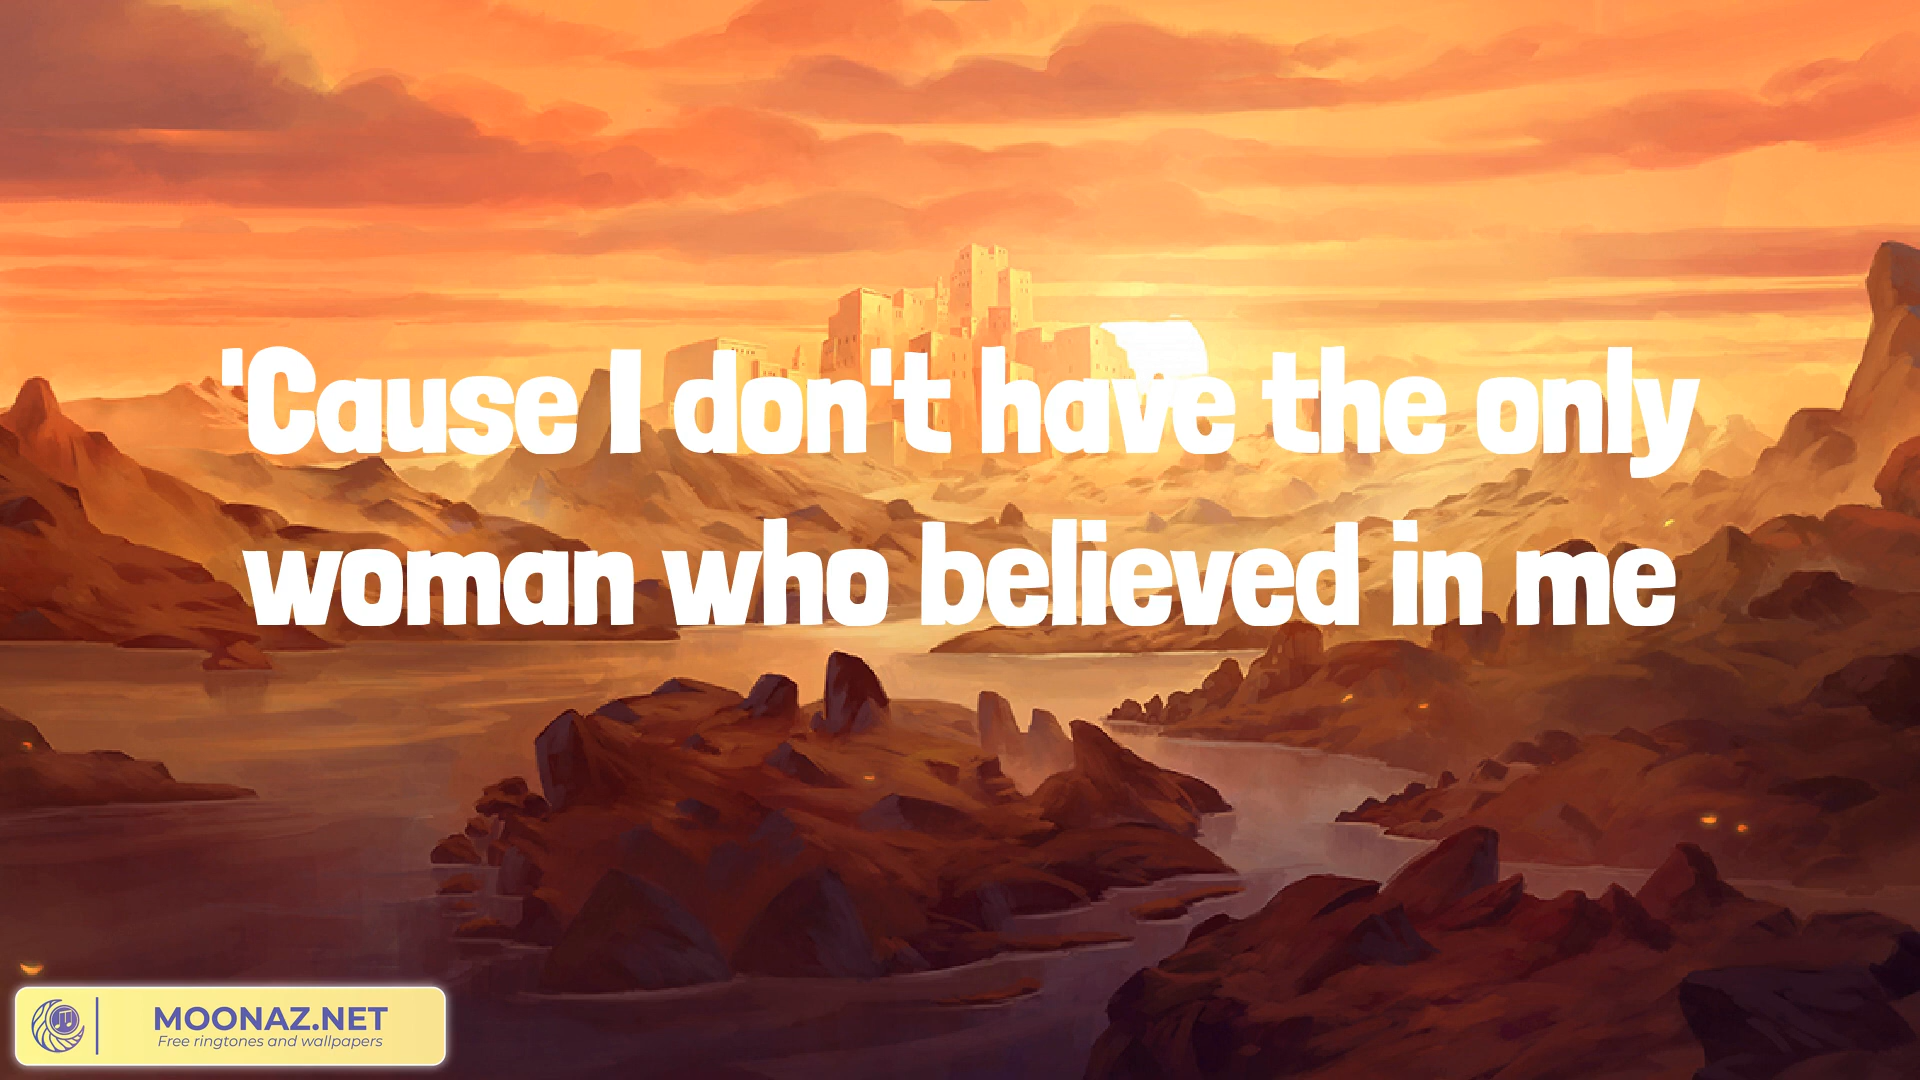 'Cause I don't have the only
woman who believed in me
MOONAZ.NET
Free ringtones and wallpapers